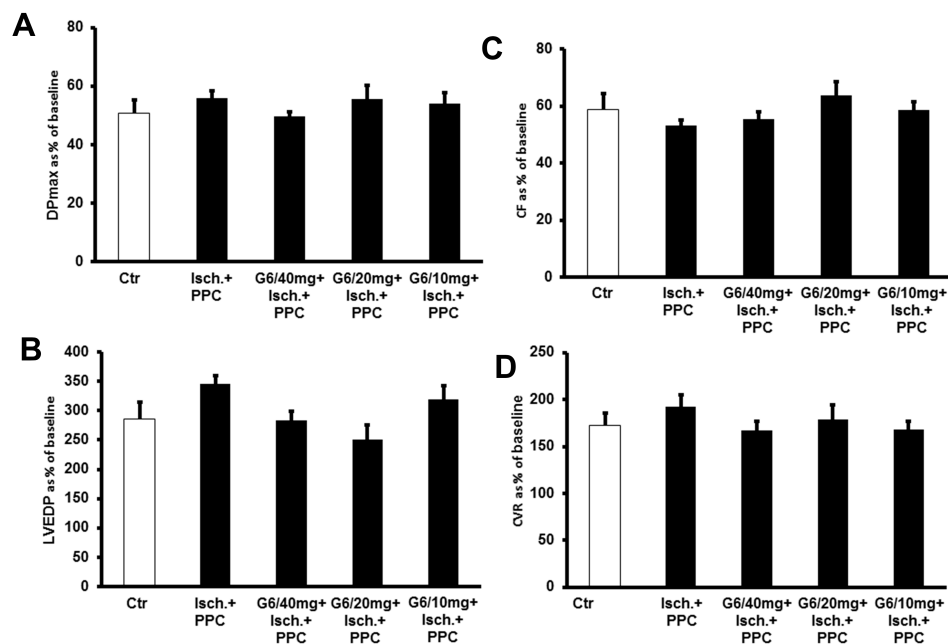 A
DPmax as % of baseline
80
60
40
20
0
Ctr
Isch.+
PPC
G6/40mg+
Isch.+
PPC
G6/20mg+
Isch.+
PPC
G6/10mg+
Isch.+
PPC
C
CF as % of baseline
80
60
40
20
0
Ctr
Isch.+
PPC
G6/40mg+
Isch.+
PPC
G6/20mg+
Isch.+
PPC
G6/10mg+
Isch.+
PPC
B
LVEDP as % of baseline
400
350
300
250
200
150
100
50
0
Ctr
Isch.+
PPC
G6/40mg+
Isch.+
PPC
G6/20mg+
Isch.+
PPC
G6/10mg+
Isch.+
PPC
D
CVR as % of baseline
250
200
150
100
50
0
Ctr
Isch.+
PPC
G6/40mg+
Isch.+
PPC
G6/20mg+
Isch.+
PPC
G6/10mg+
Isch.+
PPC